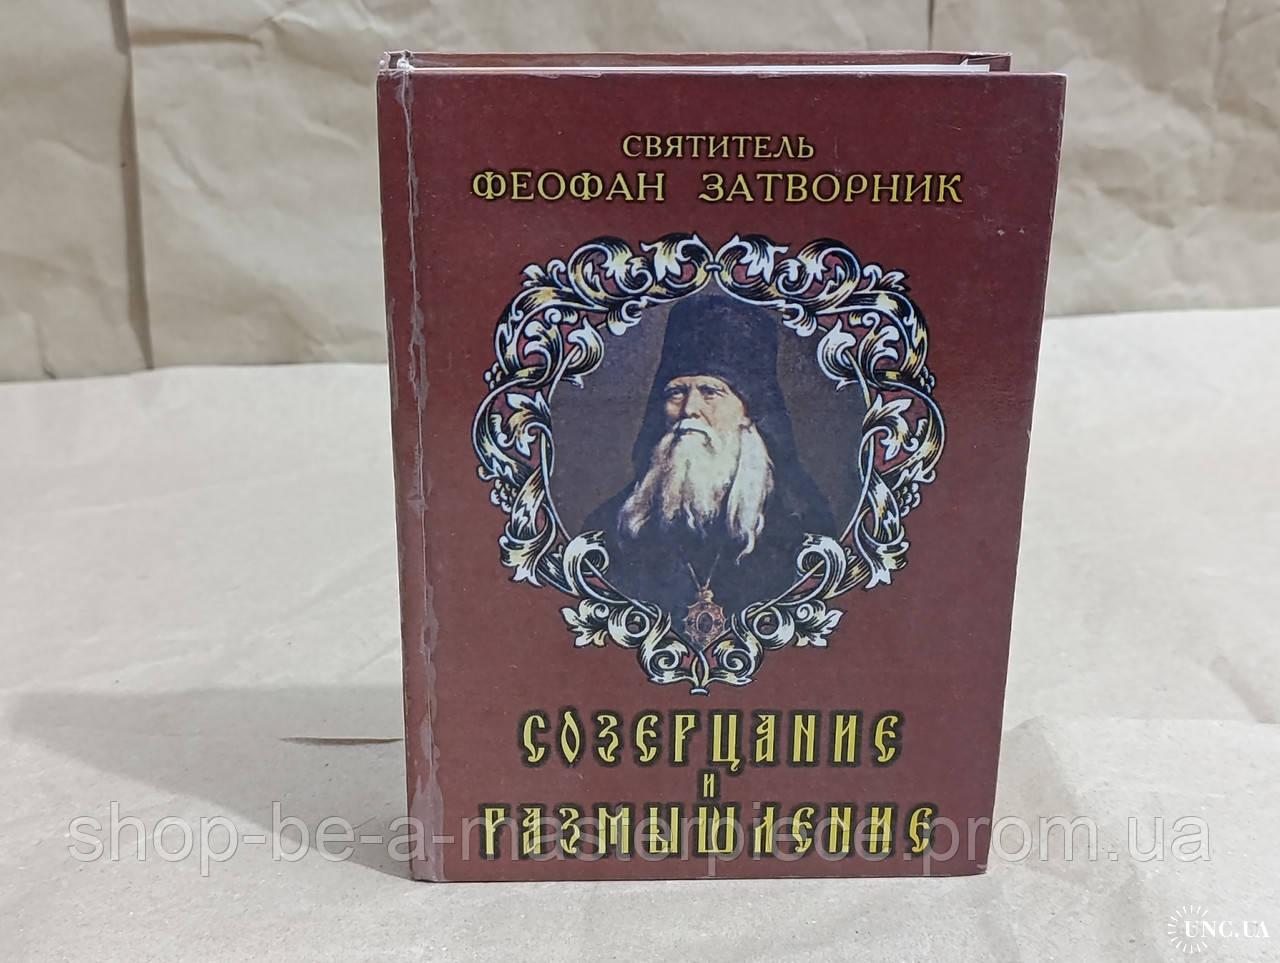 СВЯТИТЕЛЬ
ФЕОФАН ЗАТВОРНИК
СОЗЕРЦАНИЕ
И
РАЗМЫШЛЕНИЕ
shop-be-a-masterpiece.prom.ua
UNC.UA